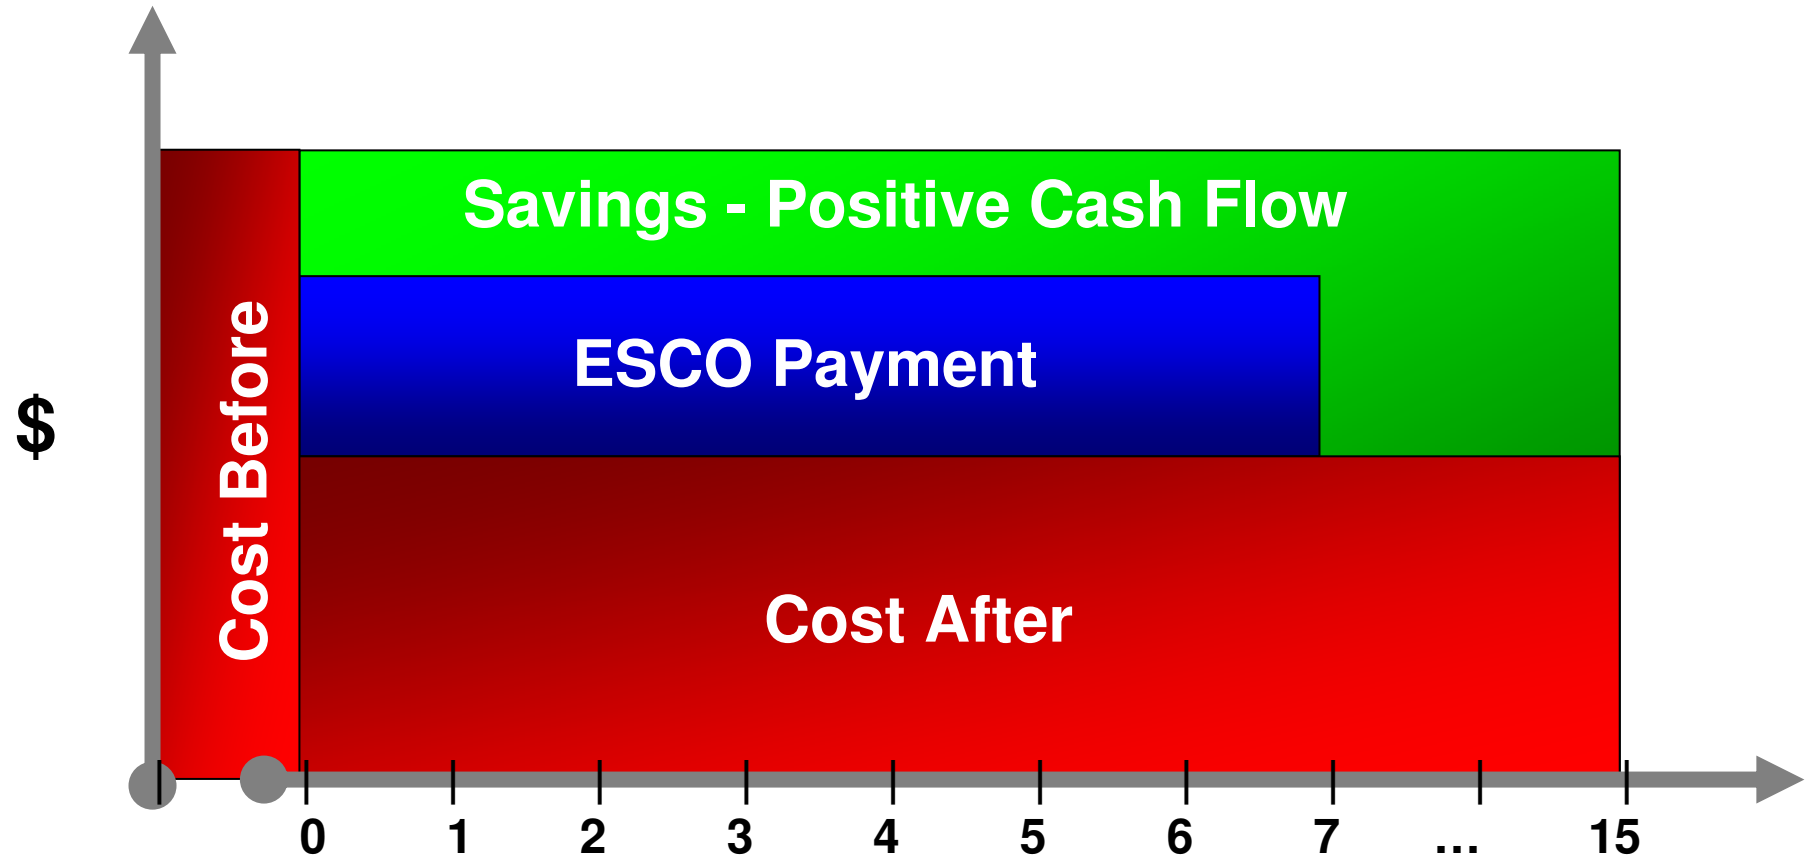 Savings - Positive Cash Flow
ESCO Payment
Cost Before
$
Cost After
0 1 2 3 4 5 6 7 ... 15